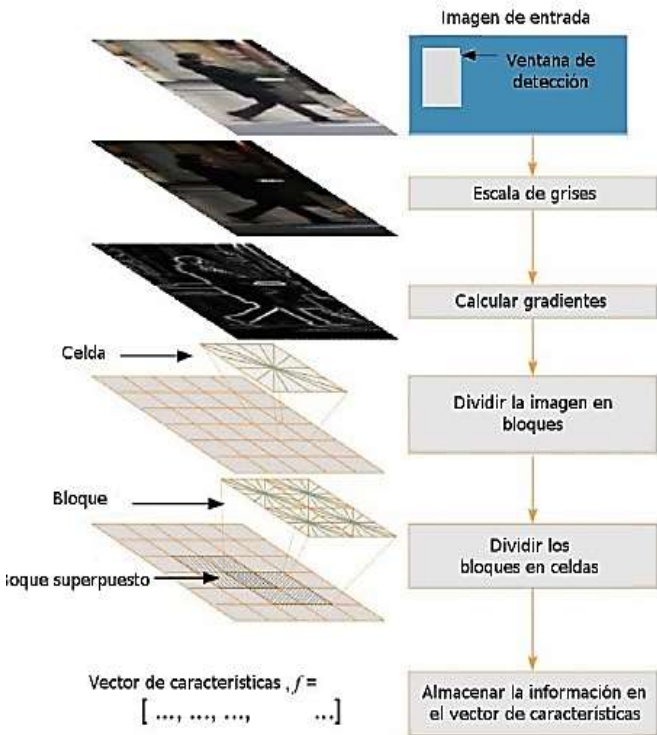 Imagen de entrada
Ventana de
detección
Escala de grises
Calcular gradientes
Celda
Dividir la imagen en
bloques
Bloque
Dividir los
bloques en celdas
oque superpuesto
Vector de características , f =
[ ..., ..., ..., ...]
Almacenar la información en
el vector de características